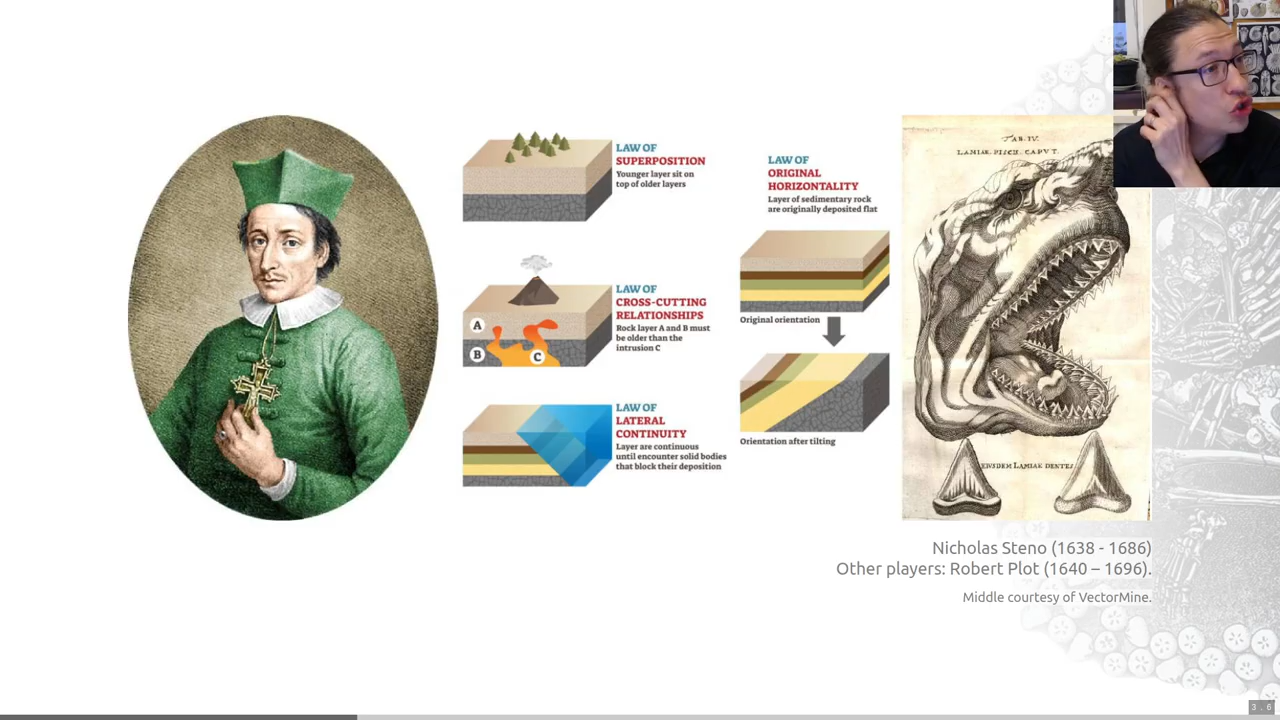 LAW OF
SUPERPOSITION
Younger layer sit on
top of older layers
LAW OF
CROSS-CUTTING
RELATIONSHIPS
Rock layer A and B must
be older than the
intrusion C
A
B
C
LAW OF
LATERAL
CONTINUITY
Layer are continuous
until encounter solid bodies
that block their deposition
LAW OF
ORIGINAL
HORIZONTALITY
Layer of sedimentary rock
are originally deposited flat
Original orientation
Orientation after tilting
TAB. IV.
LAMIAE PISCIS CAPVT.
EIVSDEM LAMIAE DENTES
Nicholas Steno (1638 - 1686)
Other players: Robert Plot (1640 – 1696).
Middle courtesy of VectorMine.
3 . 6